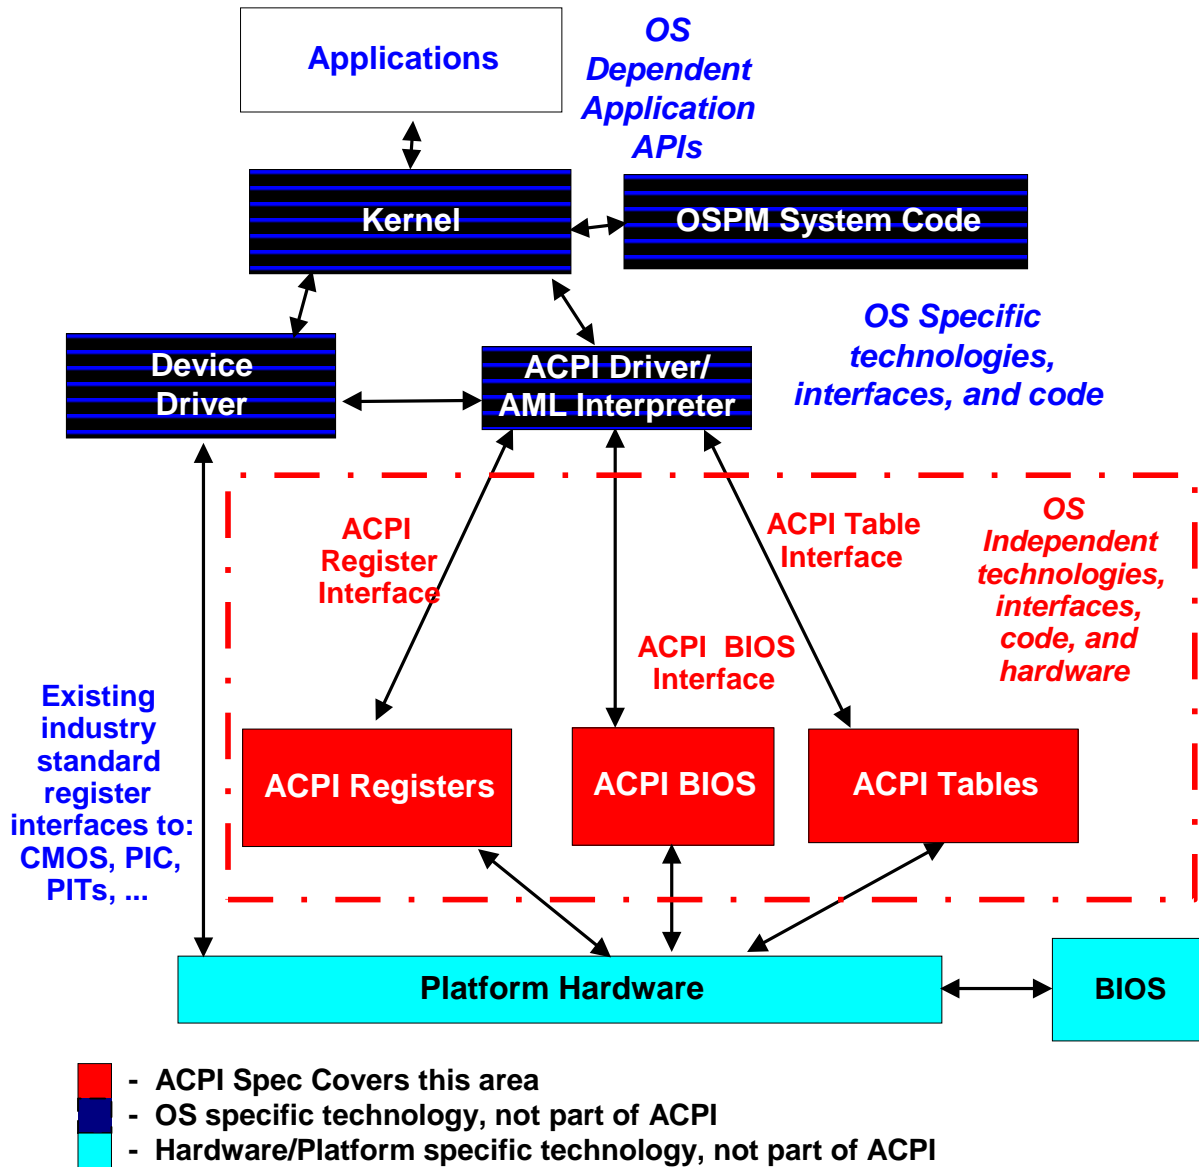 Applications
OS
Dependent
Application
APIs
Kernel
OSPM System Code
OS Specific
technologies,
interfaces, and code
Device
Driver
ACPI Driver/
AML Interpreter
ACPI
Register
Interface
ACPI Table
Interface
OS
Independent
technologies,
interfaces,
code, and
hardware
ACPI BIOS
Interface
Existing
industry
standard
register
interfaces to:
CMOS, PIC,
PITs, ...
ACPI Registers
ACPI BIOS
ACPI Tables
Platform Hardware
BIOS
- ACPI Spec Covers this area
- OS specific technology, not part of ACPI
- Hardware/Platform specific technology, not part of ACPI